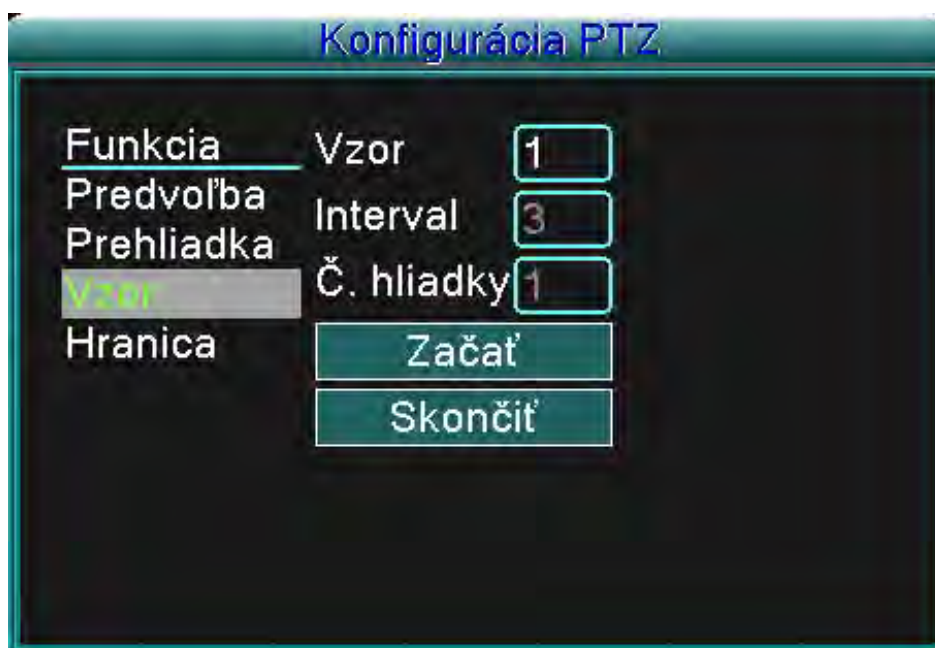 Konfigurácia PTZ
Funkcia
Predvoľba
Prehliadka
Vzor
Hranica
Vzor 1
Interval 3
Č. hliadky 1
Začať
Skončiť